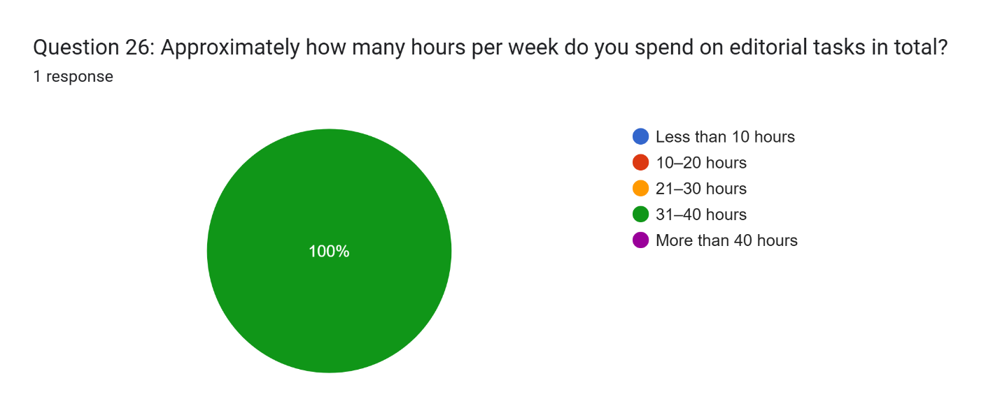 Question 26: Approximately how many hours per week do you spend on editorial tasks in total?
1 response
100%
Less than 10 hours
10–20 hours
21–30 hours
31–40 hours
More than 40 hours